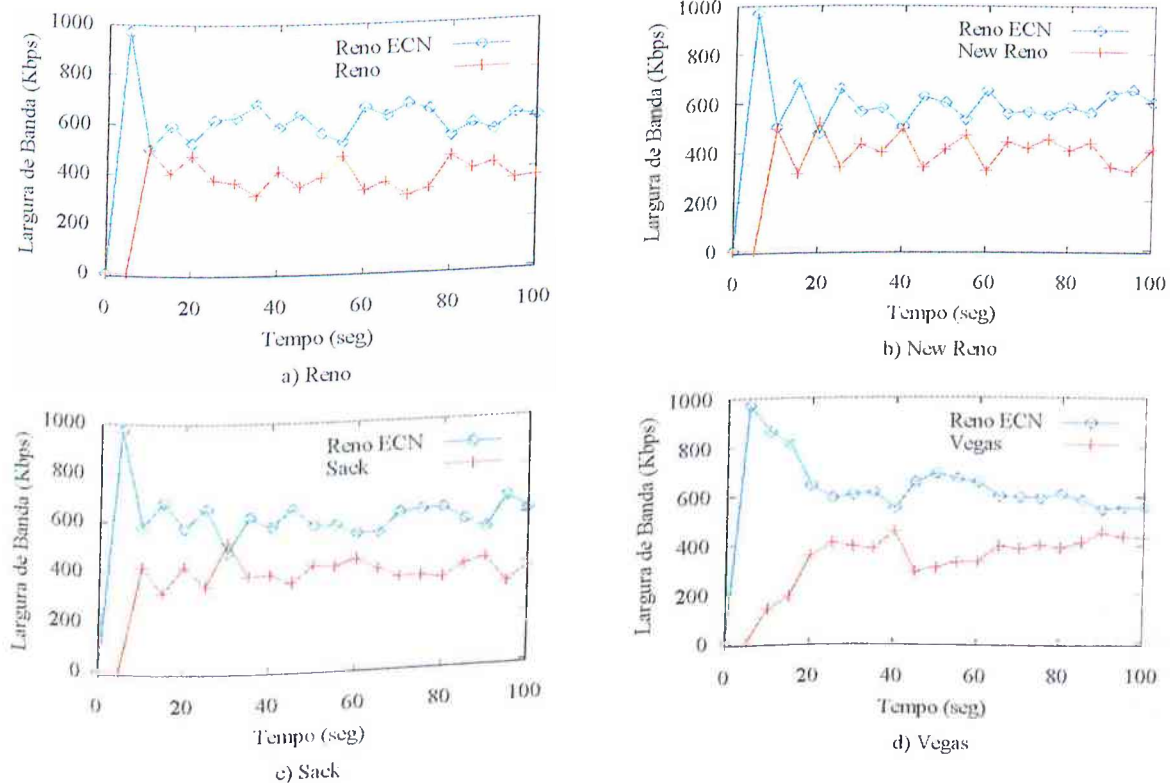 Largura de Banda (Kbps)
1000
800
600
400
200
0
Reno ECN
Reno
0 20 40 60 80 100
Tempo (seg)
a) Reno
Largura de Banda (Kbps)
1000
800
600
400
200
0
Reno ECN
New Reno
0 20 40 60 80 100
Tempo (seg)
b) New Reno
Largura de Banda (Kbps)
1000
800
600
400
200
0
Reno ECN
Sack
0 20 40 60 80 100
Tempo (seg)
c) Sack
Largura de Banda (Kbps)
1000
800
600
400
200
0
Reno ECN
Vegas
0 20 40 60 80 100
Tempo (seg)
d) Vegas